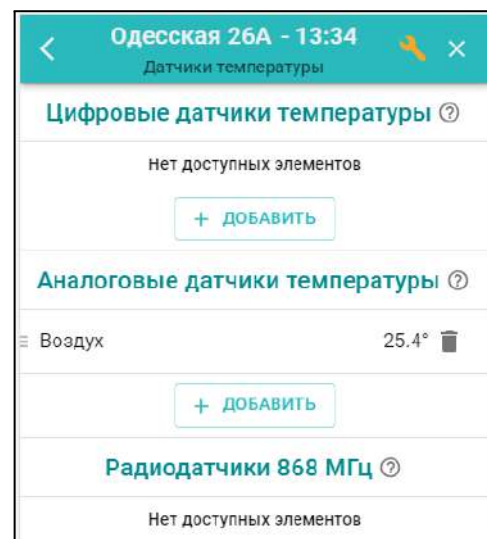 Одесская 26А - 13:34
Датчики температуры
Цифровые датчики температуры ?
Нет доступных элементов
+ ДОБАВИТЬ
Аналоговые датчики температуры ?
Воздух 25.4°
+ ДОБАВИТЬ
Радиодатчики 868 МГц ?
Нет доступных элементов